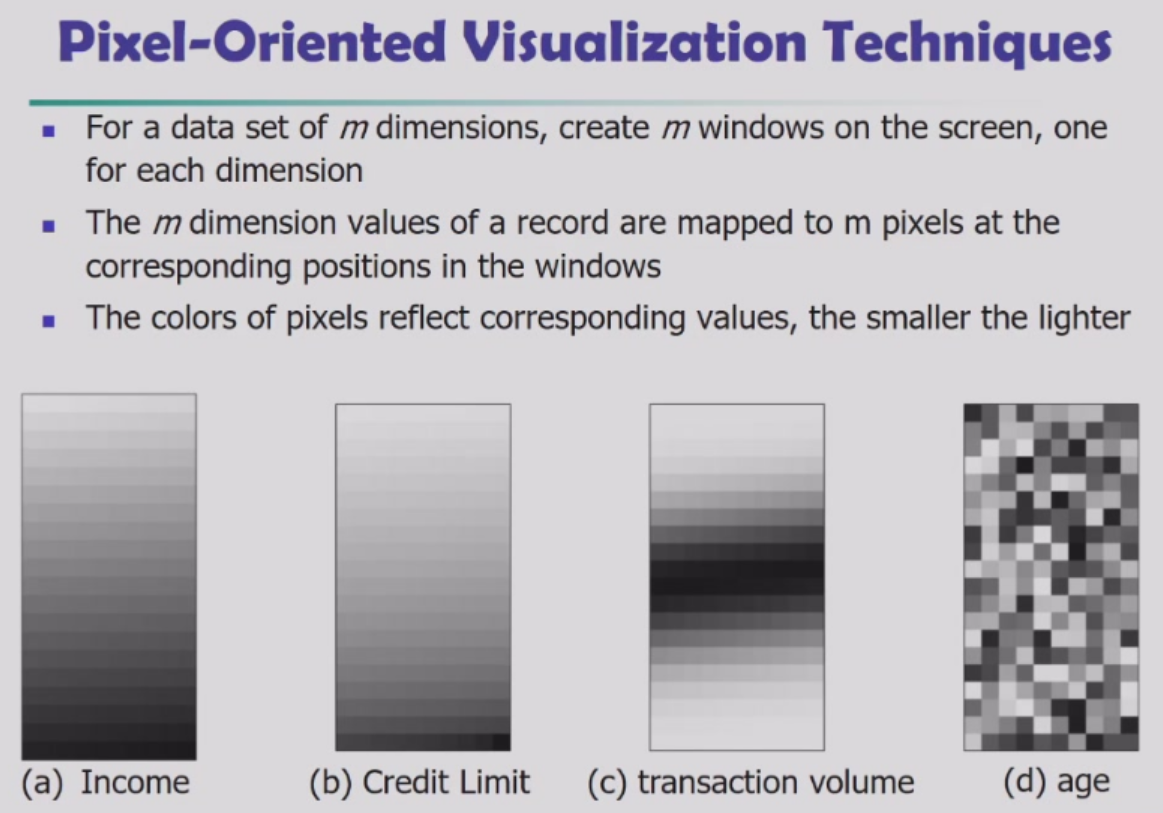 Pixel-Oriented Visualization Techniques
▪ For a data set of m dimensions, create m windows on the screen, one
for each dimension
▪ The m dimension values of a record are mapped to m pixels at the
corresponding positions in the windows
▪ The colors of pixels reflect corresponding values, the smaller the lighter
(a) Income (b) Credit Limit (c) transaction volume (d) age